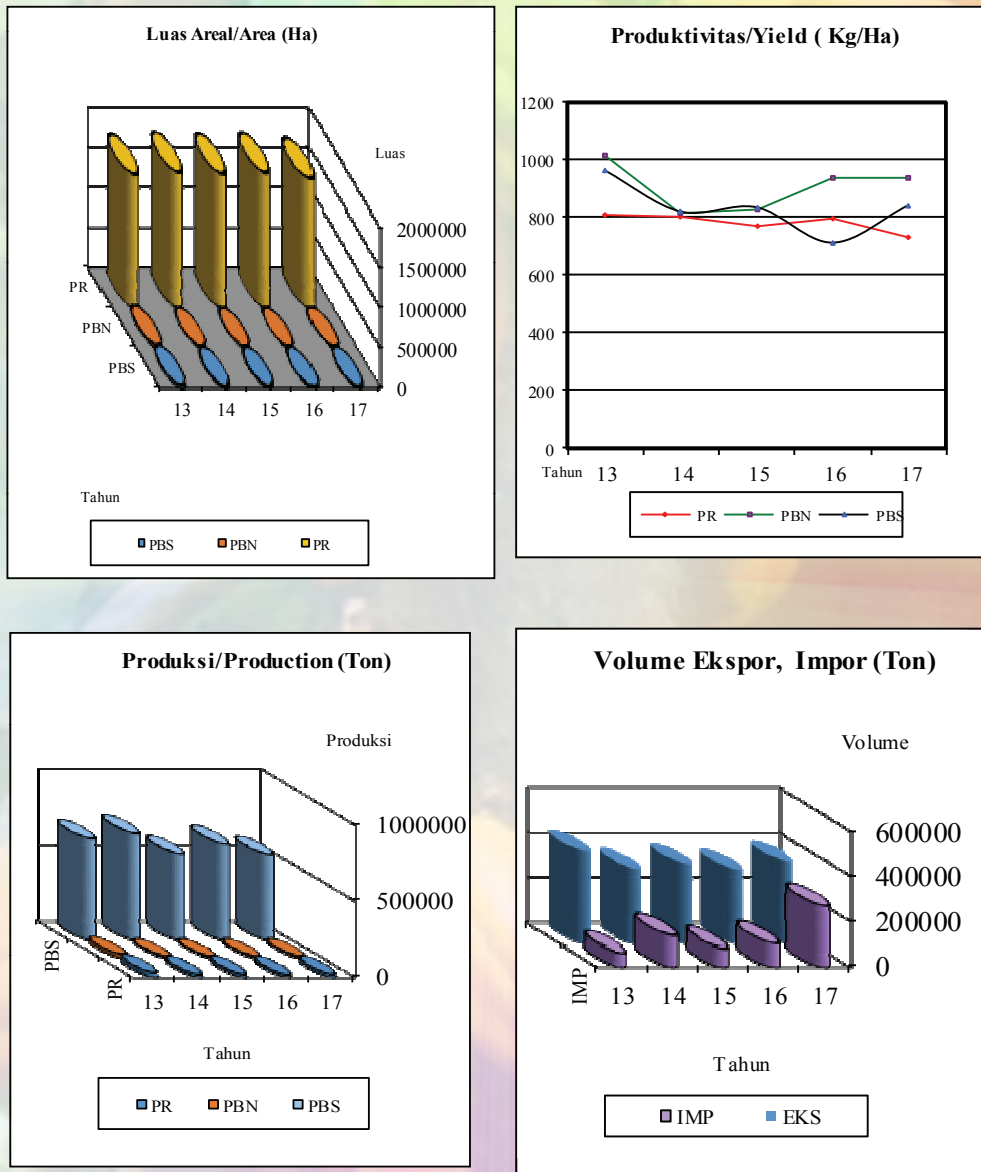 Luas Areal/Area (Ha)
Luas
2000000
1500000
1000000
500000
0
PR
PBN
PBS
13 14 15 16 17
Tahun
PBS PBN PR
Produktivitas/Yield ( Kg/Ha)
1200
1000
800
600
400
200
0
Tahun 13 14 15 16 17
PR PBN PBS
Produksi/Production (Ton)
Produksi
1000000
500000
0
PBS
PR
13 14 15 16 17
Tahun
PR PBN PBS
Volume Ekspor, Impor (Ton)
Volume
600000
400000
200000
0
IMP
13 14 15 16 17
Tahun
IMP EKS